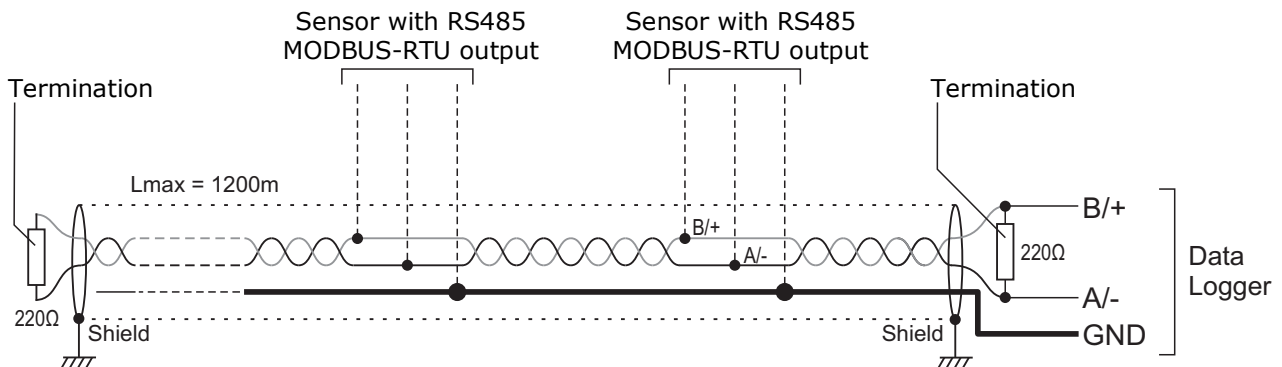 Sensor with RS485
MODBUS-RTU output
Sensor with RS485
MODBUS-RTU output
Termination
Termination
Lmax = 1200m
B/+
B/+
A/-
220Ω
Data
Logger
A/-
220Ω
Shield
Shield
GND